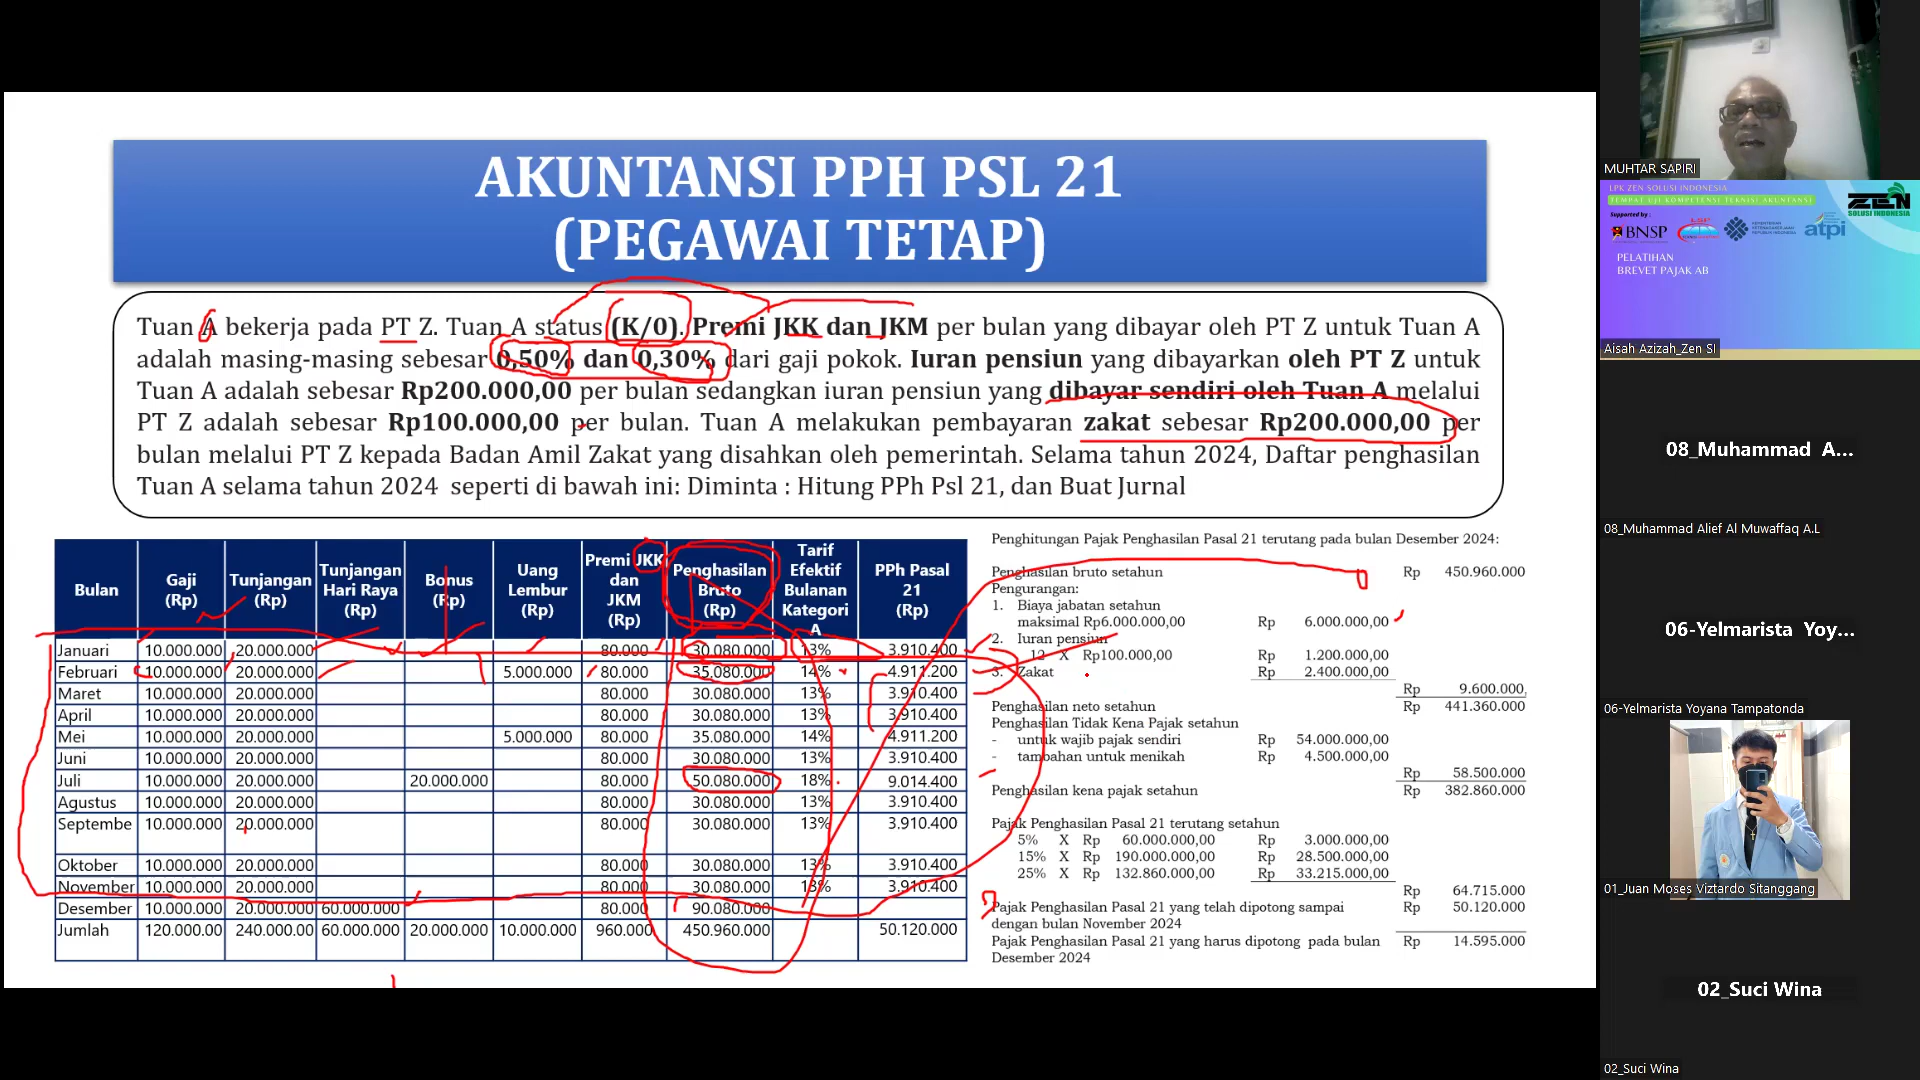 AKUNTANSI PPH PSL 21
(PEGAWAI TETAP)
Tuan A bekerja pada PT Z. Tuan A status (K/0). Premi JKK dan JKM per bulan yang dibayar oleh PT Z untuk Tuan A
adalah masing-masing sebesar 0,50% dan 0,30% dari gaji pokok. Iuran pensiun yang dibayarkan oleh PT Z untuk
Tuan A adalah sebesar Rp200.000,00 per bulan sedangkan iuran pensiun yang dibayar sendiri oleh Tuan A melalui
PT Z adalah sebesar Rp100.000,00 per bulan. Tuan A melakukan pembayaran zakat sebesar Rp200.000,00 per
bulan melalui PT Z kepada Badan Amil Zakat yang disahkan oleh pemerintah. Selama tahun 2024, Daftar penghasilan
Tuan A selama tahun 2024 seperti di bawah ini: Diminta : Hitung PPh Psl 21, dan Buat Jurnal
Bulan Gaji (Rp) Tunjangan (Rp) Tunjangan Hari Raya (Rp) Bonus (Rp) Uang Lembur (Rp) Premi JKK dan JKM (Rp) Penghasilan Bruto (Rp) Tarif Efektif Bulanan Kategori A PPh Pasal 21 (Rp)
Januari 10.000.000 20.000.000 80.000 30.080.000 13% 3.910.400
Februari 10.000.000 20.000.000 5.000.000 80.000 35.080.000 14% 4.911.200
Maret 10.000.000 20.000.000 80.000 30.080.000 13% 3.910.400
April 10.000.000 20.000.000 80.000 30.080.000 13% 3.910.400
Mei 10.000.000 20.000.000 5.000.000 80.000 35.080.000 14% 4.911.200
Juni 10.000.000 20.000.000 80.000 30.080.000 13% 3.910.400
Juli 10.000.000 20.000.000 20.000.000 80.000 50.080.000 18% 9.014.400
Agustus 10.000.000 20.000.000 80.000 30.080.000 13% 3.910.400
Septembe 10.000.000 20.000.000 80.000 30.080.000 13% 3.910.400
Oktober 10.000.000 20.000.000 80.000 30.080.000 13% 3.910.400
November 10.000.000 20.000.000 80.000 30.080.000 13% 3.910.400
Desember 10.000.000 20.000.000 60.000.000 80.000 90.080.000
Jumlah 120.000.00 240.000.00 60.000.000 20.000.000 10.000.000 960.000 450.960.000 50.120.000
Penghitungan Pajak Penghasilan Pasal 21 terutang pada bulan Desember 2024:
Penghasilan bruto setahun Rp 450.960.000
Pengurangan:
1. Biaya jabatan setahun
maksimal Rp6.000.000,00 Rp 6.000.000,00
2. Iuran pensiun
12 X Rp100.000,00 Rp 1.200.000,00
3. Zakat Rp 2.400.000,00
Rp 9.600.000,
Penghasilan neto setahun Rp 441.360.000
Penghasilan Tidak Kena Pajak setahun
- untuk wajib pajak sendiri Rp 54.000.000,00
- tambahan untuk menikah Rp 4.500.000,00
Rp 58.500.000
Penghasilan kena pajak setahun Rp 382.860.000
Pajak Penghasilan Pasal 21 terutang setahun
5% X Rp 60.000.000,00 Rp 3.000.000,00
15% X Rp 190.000.000,00 Rp 28.500.000,00
25% X Rp 132.860.000,00 Rp 33.215.000,00
Rp 64.715.000
Pajak Penghasilan Pasal 21 yang telah dipotong sampai Rp 50.120.000
dengan bulan November 2024
Pajak Penghasilan Pasal 21 yang harus dipotong pada bulan Rp 14.595.000
Desember 2024
MUHTAR SAPIRI
LPK ZEN SOLUSI INDONESIA
TEMPAT UJI KOMPETENSI TEKNISI AKUNTANSI
Supported by :
ZEN
SOLUSI INDONESIA
BNSP
atpi
PELATIHAN
BREVET PAJAK AB
Aisah Azizah_Zen SI
08_Muhammad A...
08_Muhammad Alief Al Muwaffaq A.L
06-Yelmarista Yoy...
06-Yelmarista Yoyana Tampatonda
01_Juan Moses Viztardo Sitanggang
02_Suci Wina
02_Suci Wina